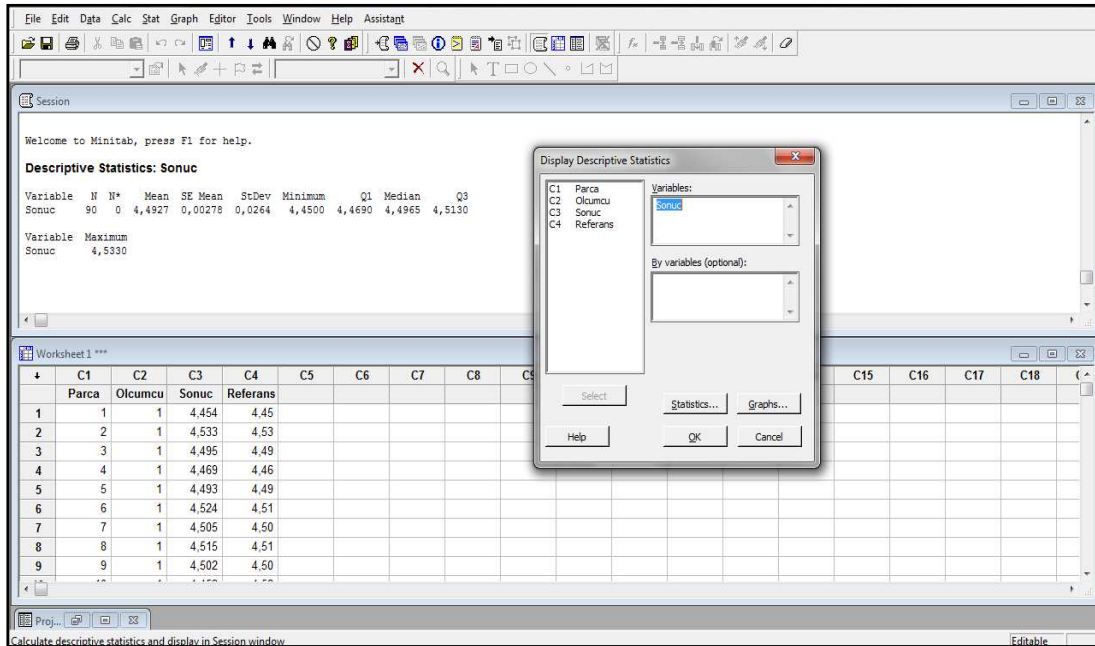 File Edit Data Calc Stat Graph Editor Tools Window Help Assistant
Session
Welcome to Minitab, press F1 for help.
Descriptive Statistics: Sonuc
Variable N N* Mean SE Mean StDev Minimum Q1 Median Q3
Sonuc 90 0 4,4927 0,00278 0,0264 4,4500 4,4690 4,4965 4,5130
Variable Maximum
Sonuc 4,5330
Display Descriptive Statistics
C1 Parca
C2 Olcumcu
C3 Sonuc
C4 Referans
Variables:
Sonuc
By variables (optional):
Select
Statistics...
Graphs...
Help
OK
Cancel
Worksheet 1 ***
C1 C2 C3 C4 C5 C6 C7 C8 C15 C16 C17 C18
Parca Olcumcu Sonuc Referans
1 1 1 4,454 4,45
2 2 1 4,533 4,53
3 3 1 4,495 4,49
4 4 1 4,469 4,46
5 5 1 4,493 4,49
6 6 1 4,524 4,51
7 7 1 4,505 4,50
8 8 1 4,515 4,51
9 9 1 4,502 4,50
Proj...
Calculate descriptive statistics and display in Session window
Editable